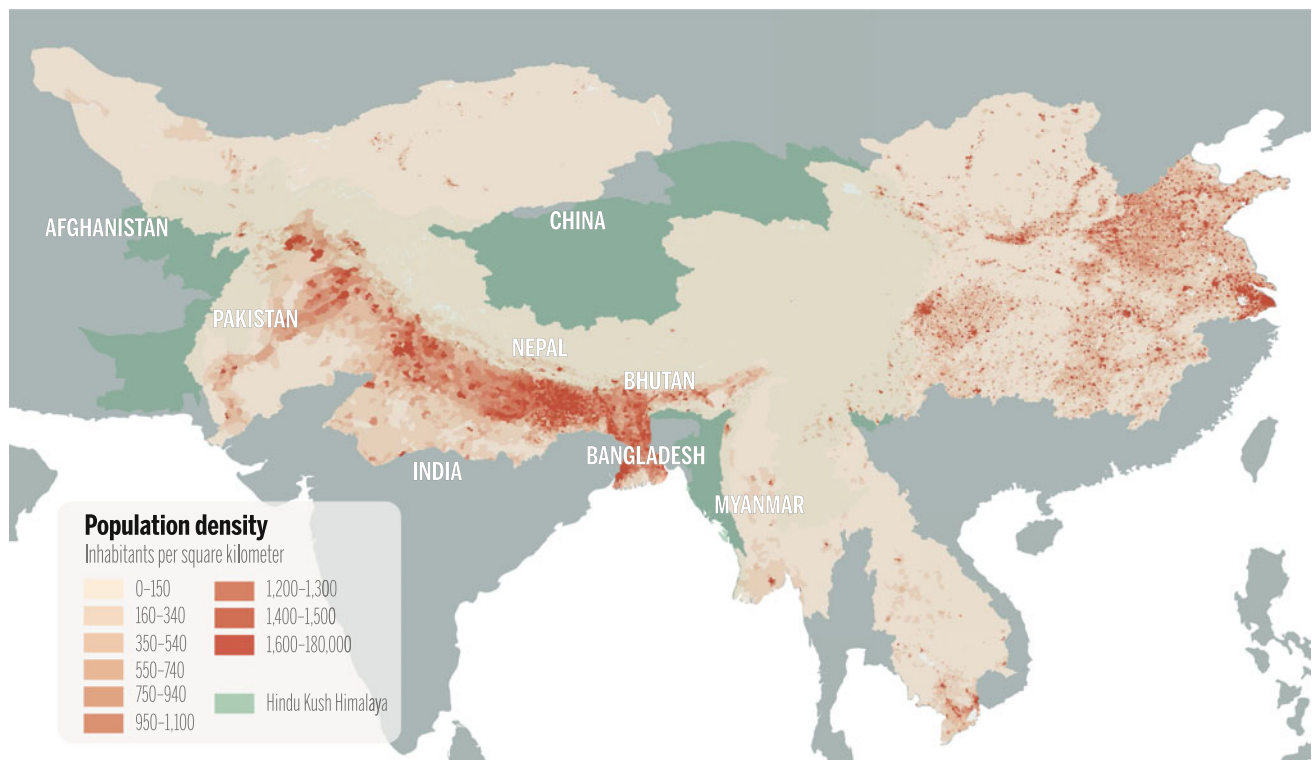 AFGHANISTAN
CHINA
PAKISTAN
NEPAL
BHUTAN
BANGLADESH
INDIA
MYANMAR
Population density
Inhabitants per square kilometer
0–150
160–340
350–540
550–740
750–940
950–1,100
1,200–1,300
1,400–1,500
1,600–180,000
Hindu Kush Himalaya